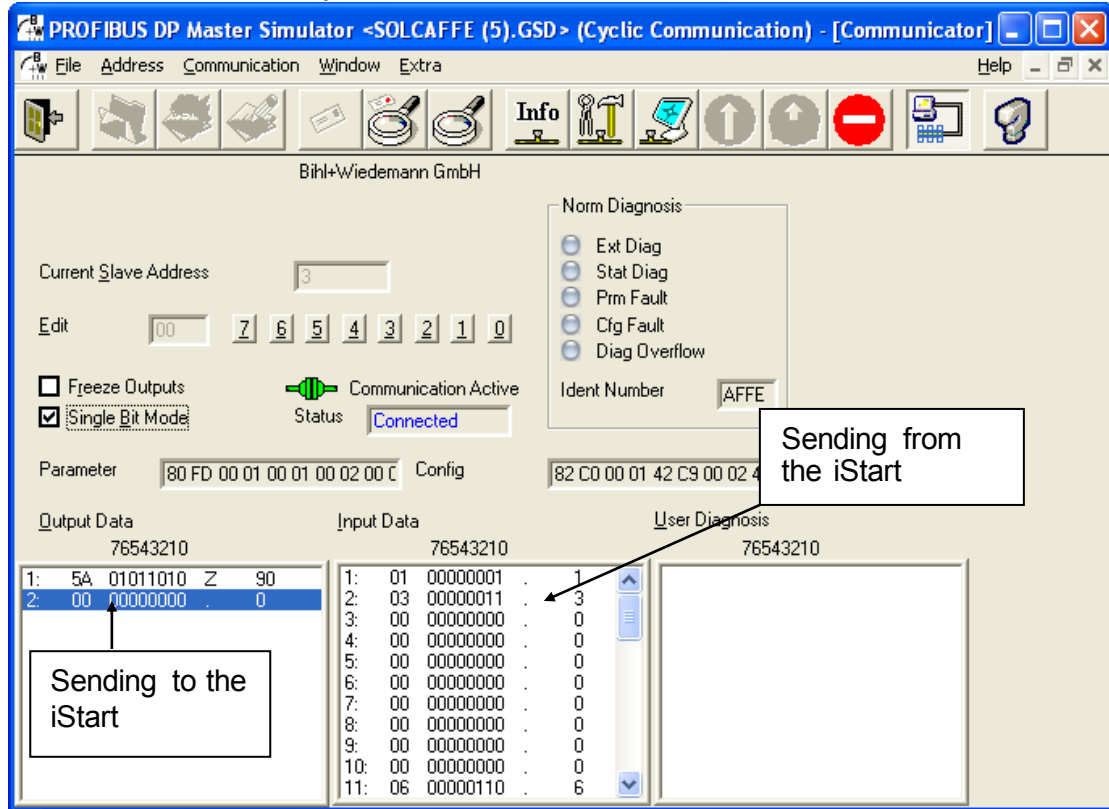 PROFIBUS DP Master Simulator <SOLCAFFE (5).GSD> (Cyclic Communication) - [Communicator]
File Address Communication Window Extra Help
Info
Bihl+Wiedemann GmbH
Norm Diagnosis
Ext Diag
Current Slave Address 3
Stat Diag
Prm Fault
Edit 00 7 6 5 4 3 2 1 0
Cfg Fault
Diag Overflow
Freeze Outputs
Communication Active
Ident Number AFFE
Single Bit Mode
Status Connected
Sending from
the iStart
Parameter 80 FD 00 01 00 01 00 02 00 Config 82 C0 00 01 42 C9 00 02
Output Data
76543210
1: 5A 01011010 Z 90
2: 00 00000000 . 0
Sending to the
iStart
Input Data
76543210
1: 01 00000001 . 1
2: 03 00000011 . 3
3: 00 00000000 . 0
4: 00 00000000 . 0
5: 00 00000000 . 0
6: 00 00000000 . 0
7: 00 00000000 . 0
8: 00 00000000 . 0
9: 00 00000000 . 0
10: 00 00000000 . 0
11: 06 00000110 . 6
User Diagnosis
76543210